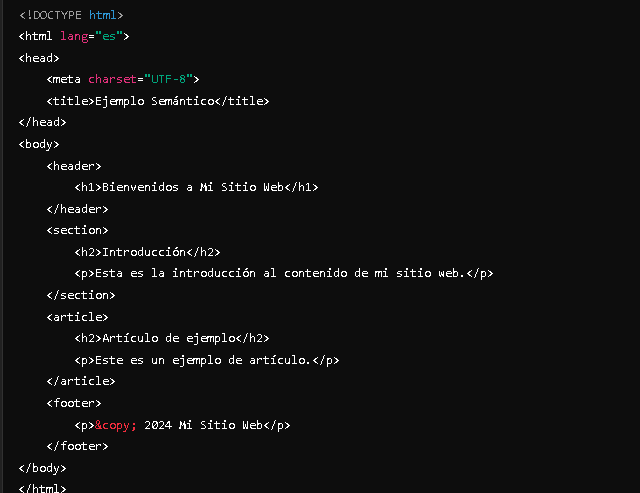 <!DOCTYPE html>
<html lang="es">
<head>
    <meta charset="UTF-8">
    <title>Ejemplo Semántico</title>
</head>
<body>
    <header>
        <h1>Bienvenidos a Mi Sitio Web</h1>
    </header>
    <section>
        <h2>Introducción</h2>
        <p>Esta es la introducción al contenido de mi sitio web.</p>
    </section>
    <article>
        <h2>Artículo de ejemplo</h2>
        <p>Este es un ejemplo de artículo.</p>
    </article>
    <footer>
        <p>&copy; 2024 Mi Sitio Web</p>
    </footer>
</body>
</html>